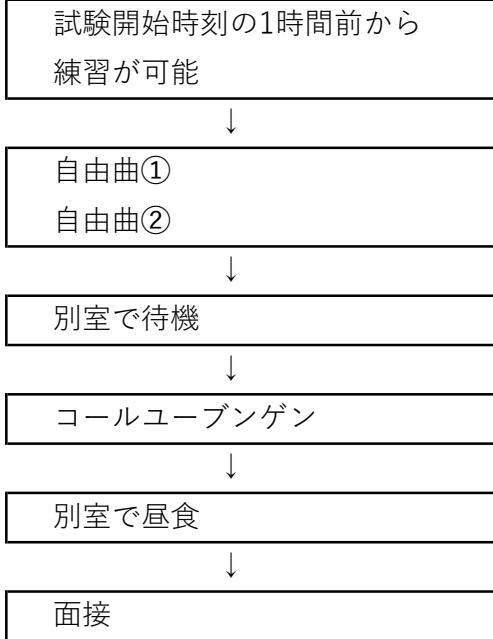 試験開始時刻の1時間前から
練習が可能
↓
自由曲①
自由曲②
↓
別室で待機
↓
コールユーブンゲン
↓
別室で昼食
↓
面接